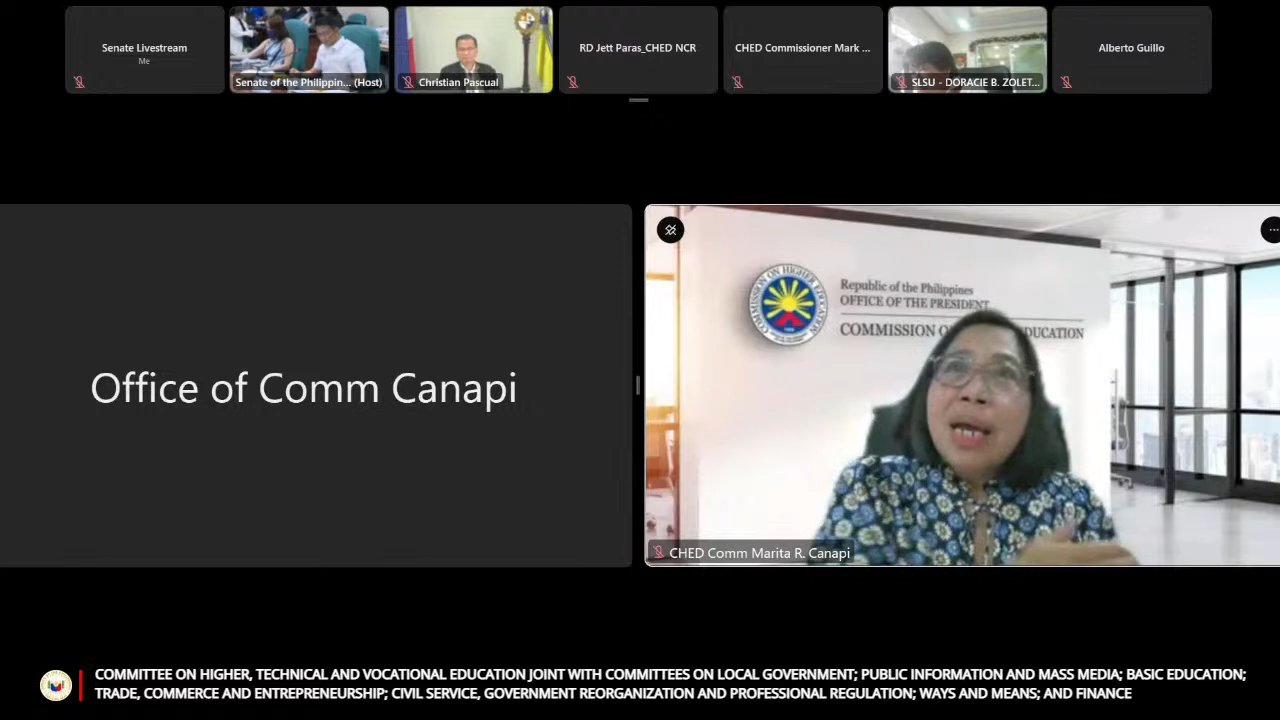 Senate Livestream
Me
Senate of the Philippin... (Host)
Christian Pascual
RD Jett Paras_CHED NCR
CHED Commissioner Mark ...
SLSU - DORACIE B. ZOLET...
Alberto Guillo
Office of Comm Canapi
COMMISSION ON HIGHER EDUCATION
Republic of the Philippines
OFFICE OF THE PRESIDENT
COMMISSION O DUCATION
CHED Comm Marita R. Canapi
COMMITTEE ON HIGHER, TECHNICAL AND VOCATIONAL EDUCATION JOINT WITH COMMITTEES ON LOCAL GOVERNMENT; PUBLIC INFORMATION AND MASS MEDIA; BASIC EDUCATION;
TRADE, COMMERCE AND ENTREPRENEURSHIP; CIVIL SERVICE, GOVERNMENT REORGANIZATION AND PROFESSIONAL REGULATION; WAYS AND MEANS; AND FINANCE